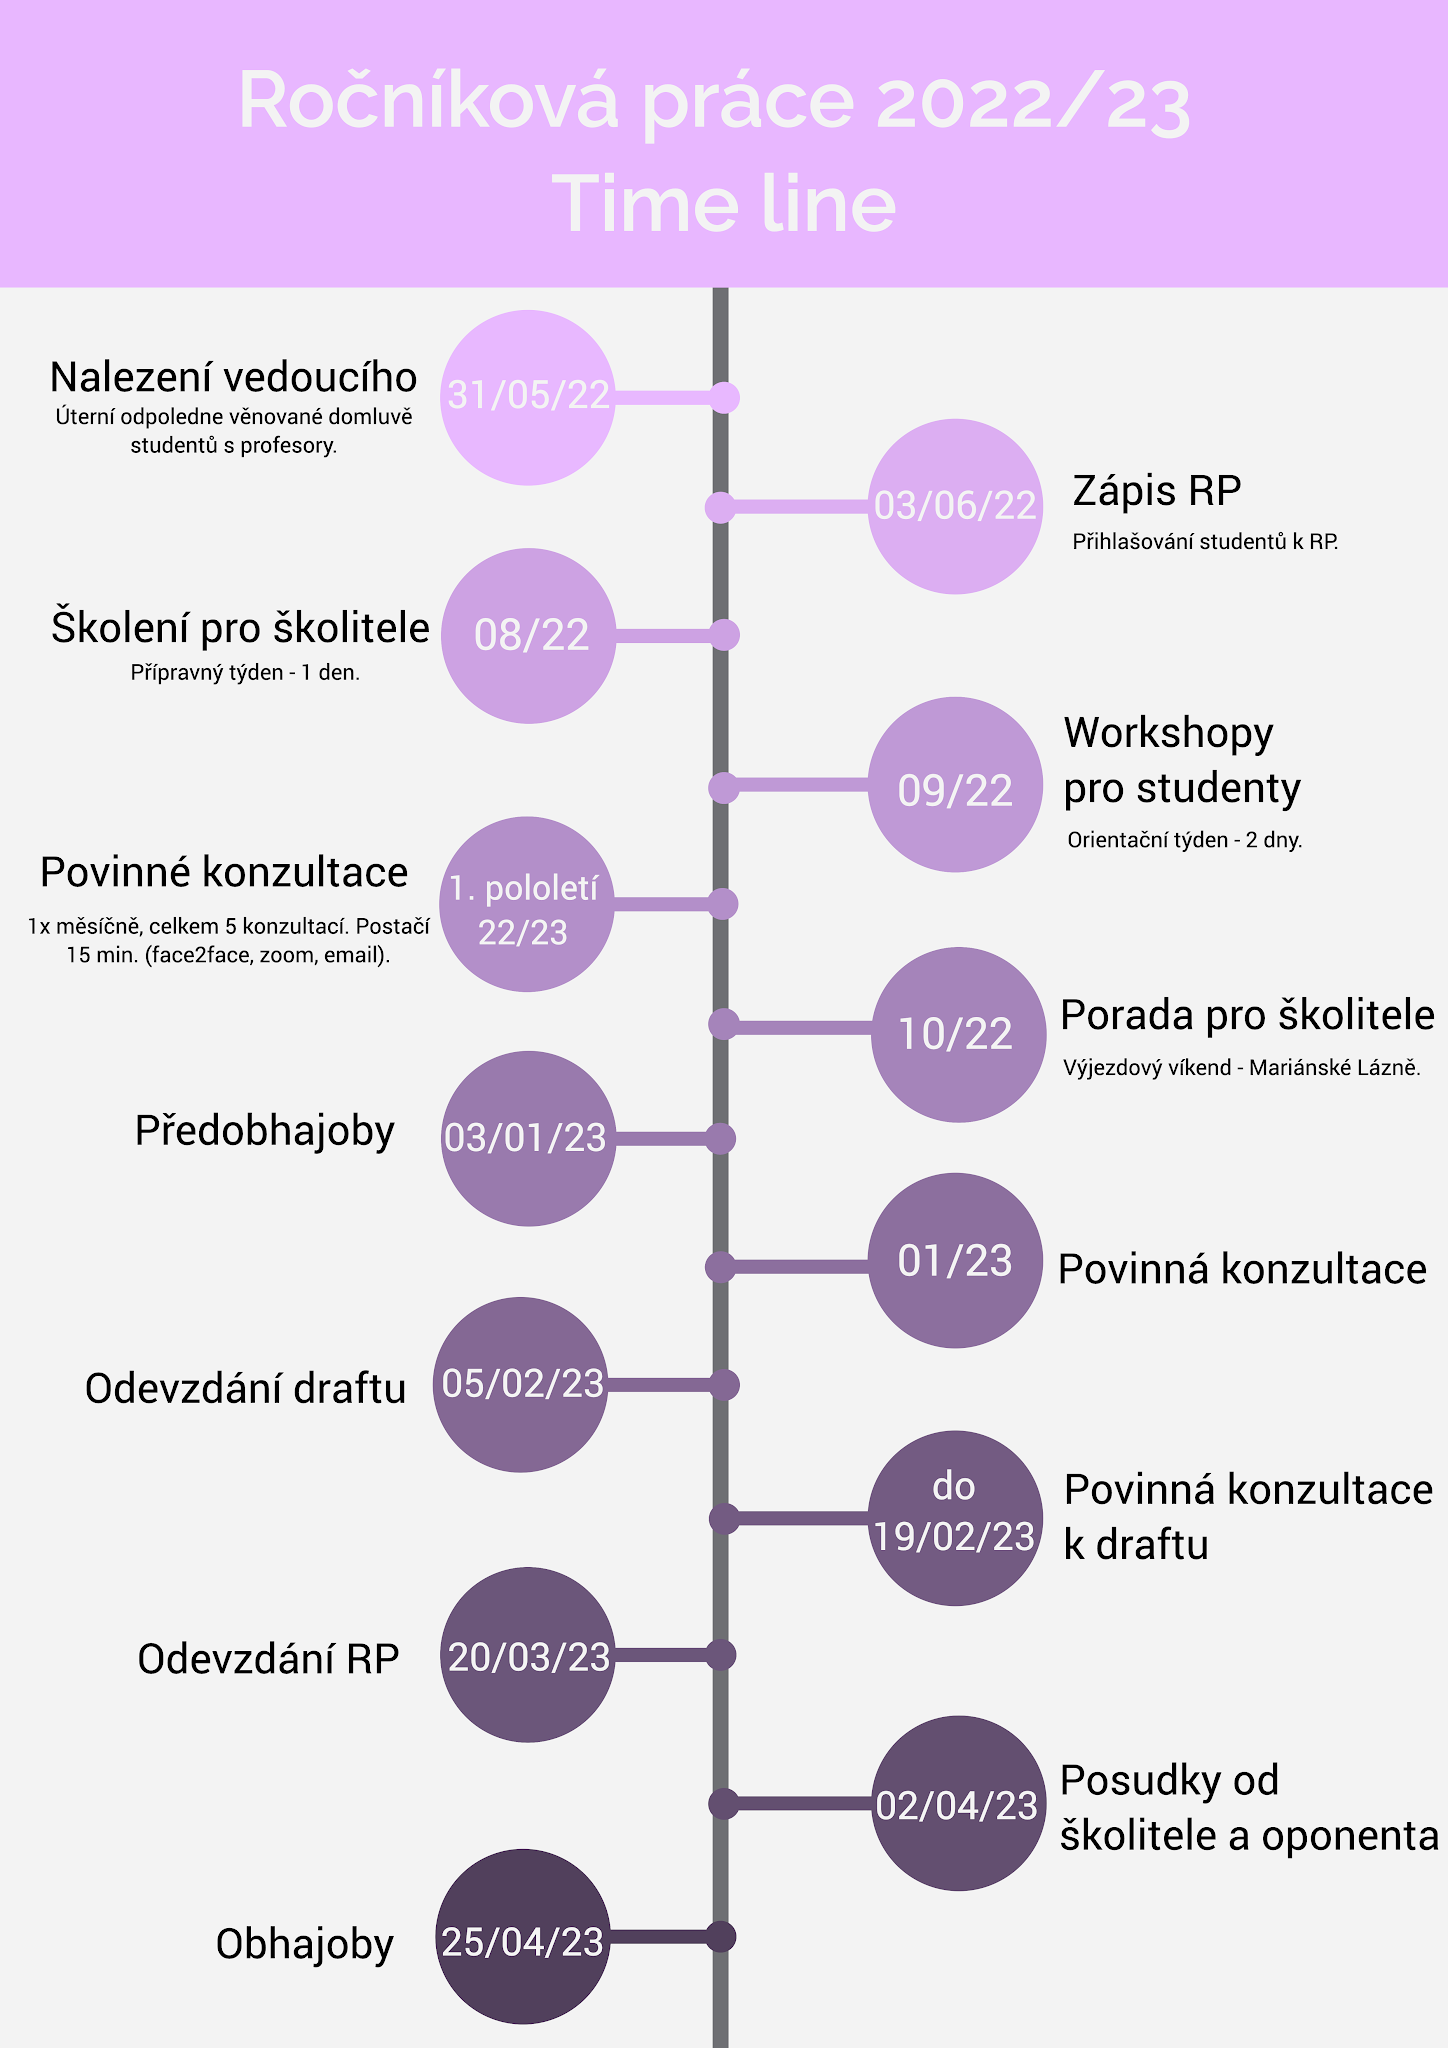 Ročníková práce 2022/23
Time line
Nalezení vedoucího
Úterní odpoledne věnované domluvě
studentů s profesory.
31/05/22
03/06/22
Zápis RP
Přihlašování studentů k RP.
Školení pro školitele
Přípravný týden - 1 den.
08/22
09/22
Workshopy
pro studenty
Orientační týden - 2 dny.
Povinné konzultace
1x měsíčně, celkem 5 konzultací. Postačí
15 min. (face2face, zoom, email).
1. pololetí
22/23
10/22
Porada pro školitele
Výjezdový víkend - Mariánské Lázně.
Předobhajoby
03/01/23
01/23
Povinná konzultace
Odevzdání draftu
05/02/23
do
19/02/23
Povinná konzultace
k draftu
Odevzdání RP
20/03/23
02/04/23
Posudky od
školitele a oponenta
Obhajoby
25/04/23